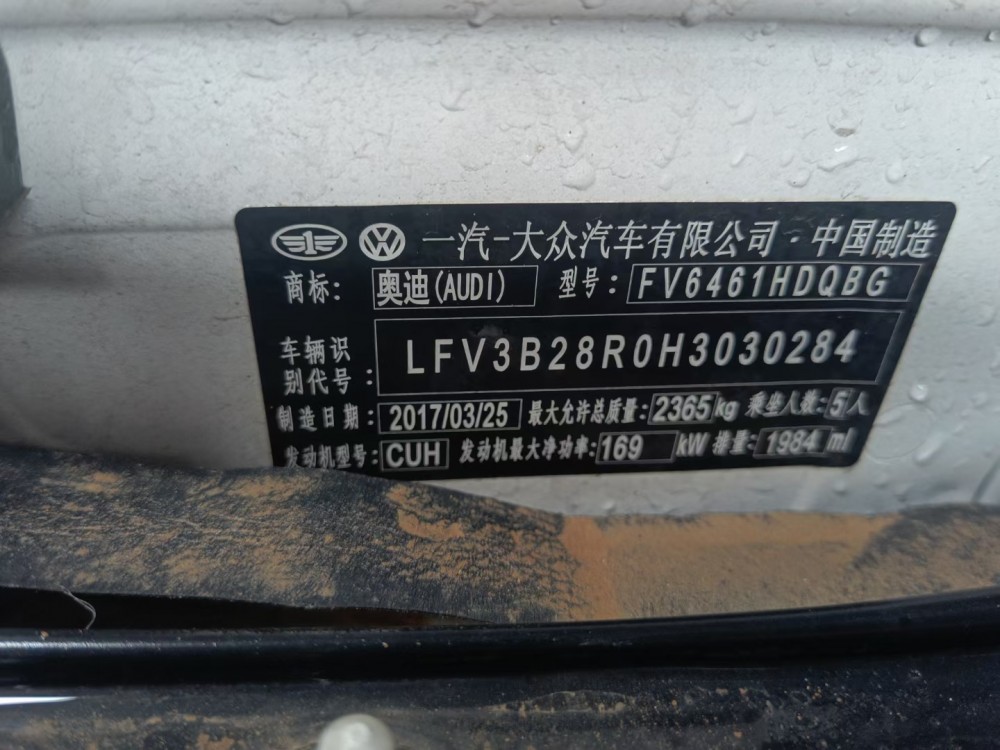 一汽-大众汽车有限公司·中国制造
商标: 奥迪(AUDI) 型号: FV6461HDQBG
车辆识别代号: LFV3B28R0H3030284
制造日期: 2017/03/25 最大允许总质量: 2365kg 乘坐人数: 5人
发动机型号: CUH 发动机最大净功率: 169 kW 排量: 1984 ml